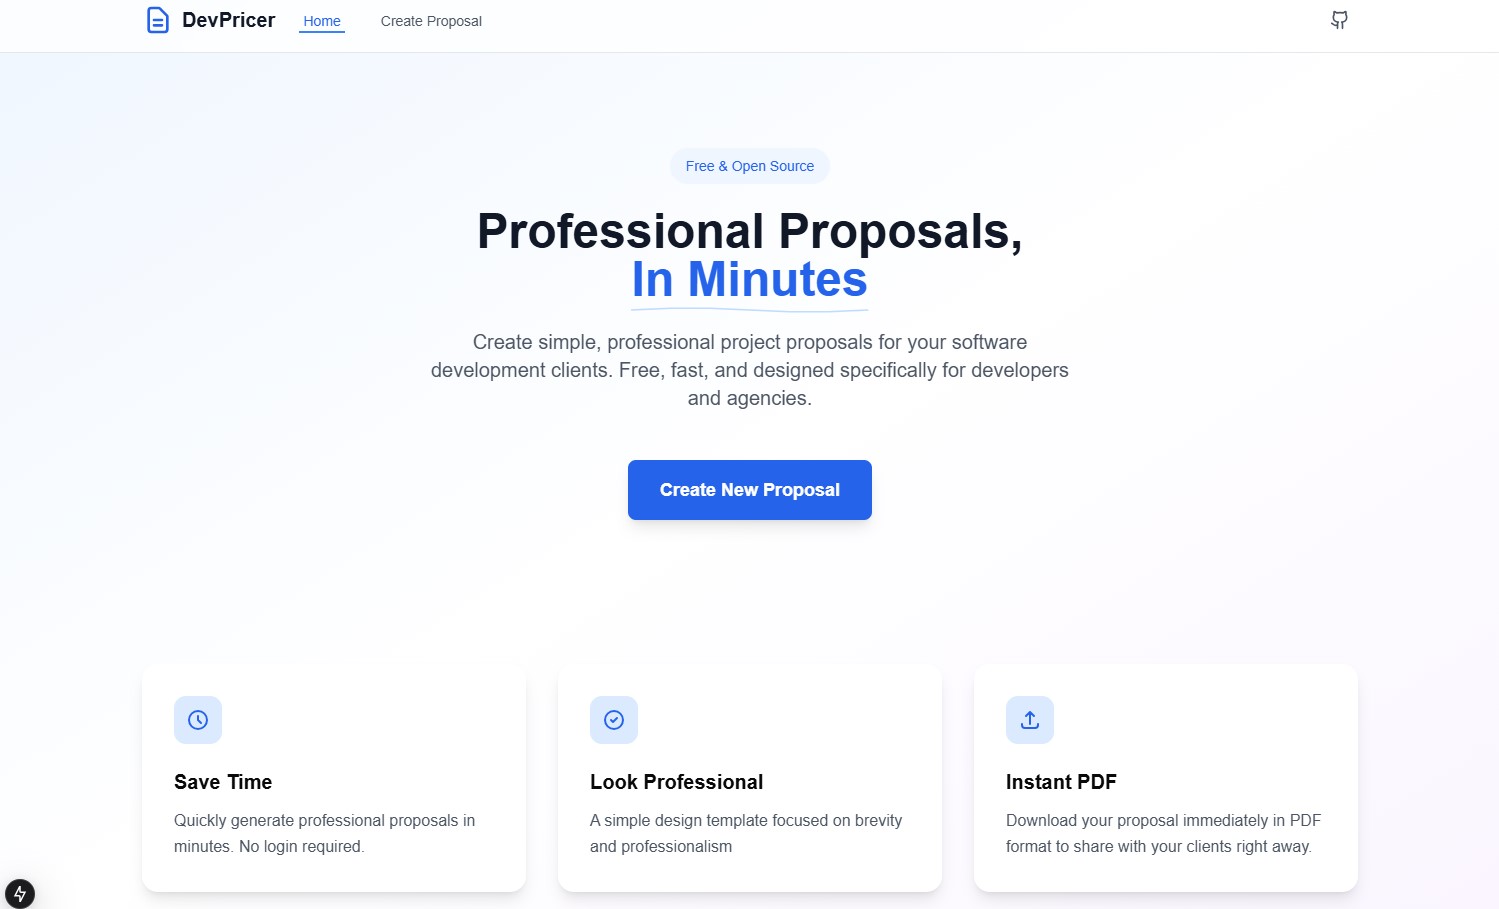 DevPricer
Home
Create Proposal
Free & Open Source
Professional Proposals,
In Minutes
Create simple, professional project proposals for your software
development clients. Free, fast, and designed specifically for developers
and agencies.
Create New Proposal
Save Time
Quickly generate professional proposals in
minutes. No login required.
Look Professional
A simple design template focused on brevity
and professionalism
Instant PDF
Download your proposal immediately in PDF
format to share with your clients right away.